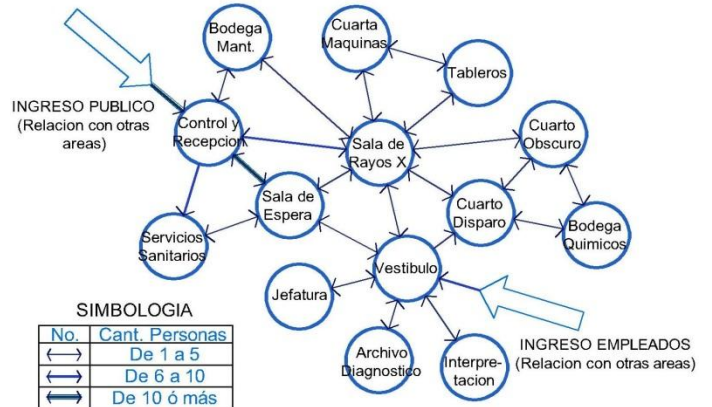 Bodega
Mant.
Cuarta
Maquinas
Tableros
INGRESO PUBLICO
(Relacion con otras
areas)
Control y
Recepcion
Sala de
Rayos X
Cuarto
Obscuro
Sala de
Espera
Cuarto
Disparo
Servicios
Sanitarios
Bodega
Quimicos
Vestibulo
Jefatura
SIMBOLOGIA
No. Cant. Personas
De 1 a 5
De 6 a 10
De 10 ó más
Archivo
Diagnostico
Interpre-
tacion
INGRESO EMPLEADOS
(Relacion con otras areas)